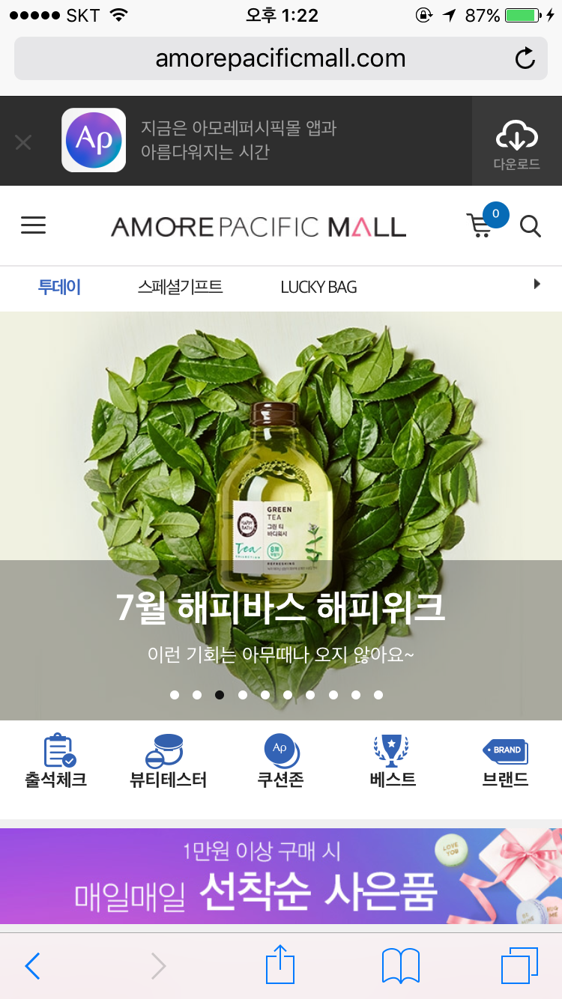 SKT 오후 1:22 87%
amorepacificmall.com
Ap
지금은 아모레퍼시픽몰 앱과
아름다워지는 시간
다운로드
AMOREPACIFIC MALL
0
투데이 스페셜기프트 LUCKY BAG
HAPPY
BATH
GREEN
TEA
그린 티
바디워시
Tea
COLLECTION
REFRESHING
7월 해피바스 해피위크
이런 기회는 아무때나 오지 않아요~
Ap
BRAND
출석체크 뷰티테스터 쿠션존 베스트 브랜드
1만원 이상 구매 시
매일매일 선착순 사은품
LOVE
YOU